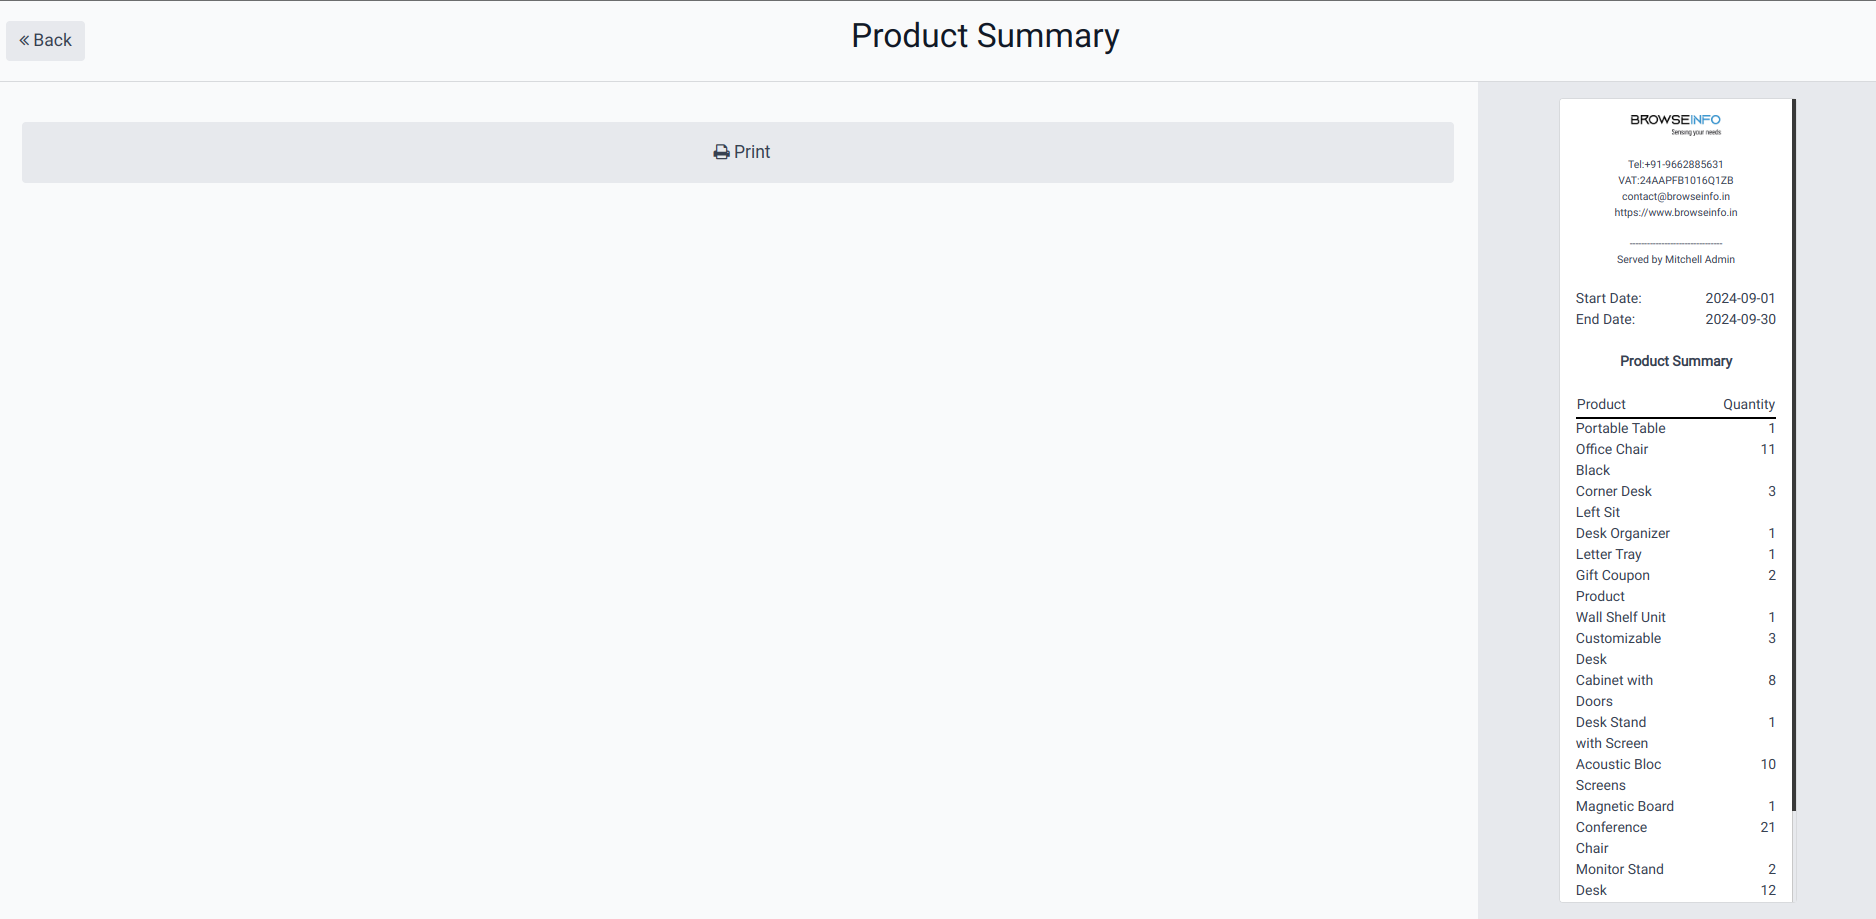 Back
Product Summary
Print
BROWSEINFO
Sensing your needs
Tel:+91-9662885631
VAT:24AAPFB1016Q1ZB
contact@browseinfo.in
https://www.browseinfo.in
--------------------------------
Served by Mitchell Admin
Start Date: 2024-09-01
End Date: 2024-09-30
Product Summary
Product Quantity
Portable Table 1
Office Chair 11
Black
Corner Desk 3
Left Sit
Desk Organizer 1
Letter Tray 1
Gift Coupon 2
Product
Wall Shelf Unit 1
Customizable 3
Desk
Cabinet with 8
Doors
Desk Stand 1
with Screen
Acoustic Bloc 10
Screens
Magnetic Board 1
Conference 21
Chair
Monitor Stand 2
Desk 12